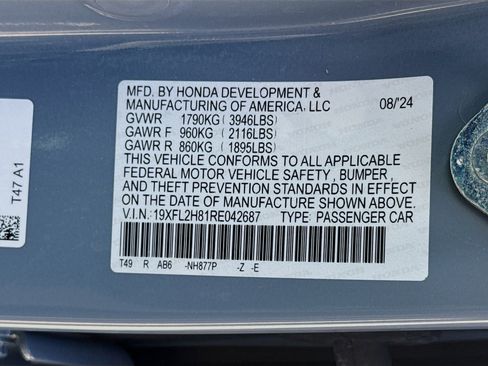 MFD. BY HONDA DEVELOPMENT &
MANUFACTURING OF AMERICA, LLC 08/'24
GVWR 1790KG ( 3946LBS)
GAWR F 960KG ( 2116LBS)
GAWR R 860KG ( 1895LBS)
THIS VEHICLE CONFORMS TO ALL APPLICABLE
FEDERAL MOTOR VEHICLE SAFETY , BUMPER,
AND THEFT PREVENTION STANDARDS IN EFFECT
ON THE DATE OF MANUFACTURE SHOWN ABOVE.
V.I.N.: 19XFL2H81RE042687 TYPE: PASSENGER CAR
T49 R AB6 -NH877P -Z -E
T47 A1